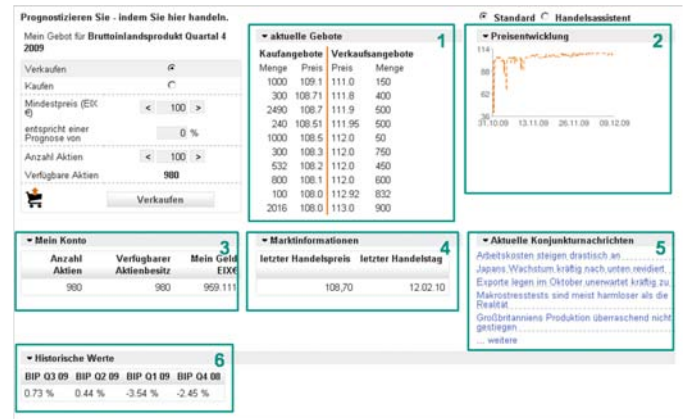 Prognostizieren Sie - indem Sie hier handeln.
Standard Handelsassistent
Mein Gebot für Bruttoinlandsprodukt Quartal 4
2009
Verkaufen
Kaufen
Mindestpreis (EIX
€)
< 100 >
entspricht einer
Prognose von
0 %
Anzahl Aktien
< 100 >
Verfügbare Aktien
980
Verkaufen
aktuelle Gebote
1
Kaufangebote Verkaufsangebote
Menge Preis Preis Menge
1000 109.1 111.0 150
300 108.71 111.8 400
2490 108.7 111.9 500
240 108.51 111.95 500
1000 108.5 112.0 50
300 108.3 112.0 750
532 108.2 112.0 450
800 108.1 112.0 600
100 108.0 112.92 832
2016 108.0 113.0 900
Preisentwicklung
2
114
88
62
36
31.10.09 13.11.09 26.11.09 09.12.09
Mein Konto
3
Anzahl Verfügbarer Mein Geld
Aktien Aktienbesitz EIX€
980 980 959.111
Marktinformationen
4
letzter Handelspreis letzter Handelstag
108,70 12.02.10
Aktuelle Konjunkturnachrichten
5
Arbeitskosten steigen drastisch an
Japans Wachstum kräftig nach unten revidiert
Exporte legen im Oktober unerwartet kräftig zu
Makrostresstests sind meist harmloser als die
Realität
Großbritanniens Produktion überraschend nicht
gestiegen
... weitere
Historische Werte
6
BIP Q3 09 BIP Q2 09 BIP Q1 09 BIP Q4 08
0.73 % 0.44 % -3.54 % -2.45 %